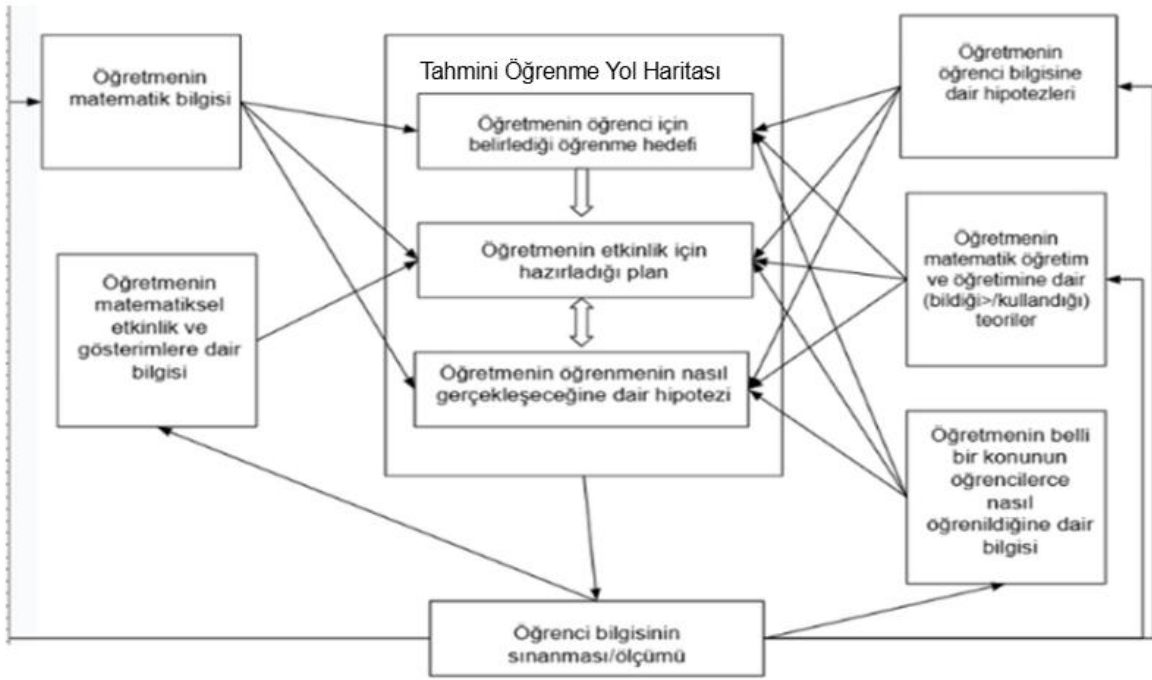 Öğretmenin
matematik bilgisi
Öğretmenin
matematiksel
etkinlik ve
gösterimlere dair
bilgisi
Tahmini Öğrenme Yol Haritası
Öğretmenin öğrenci için
belirlediği öğrenme hedefi
Öğretmenin etkinlik için
hazırladığı plan
Öğretmenin öğrenmenin nasıl
gerçekleşeceğine dair hipotezi
Öğretmenin
öğrenci bilgisine
dair hipotezleri
Öğretmenin
matematik öğretim
ve öğretimine dair
(bildiği>/kullandığı)
teoriler
Öğretmenin belli
bir konunun
öğrencilerce
nasıl
öğrenildiğine dair
bilgisi
Öğrenci bilgisinin
sınanması/ölçümü